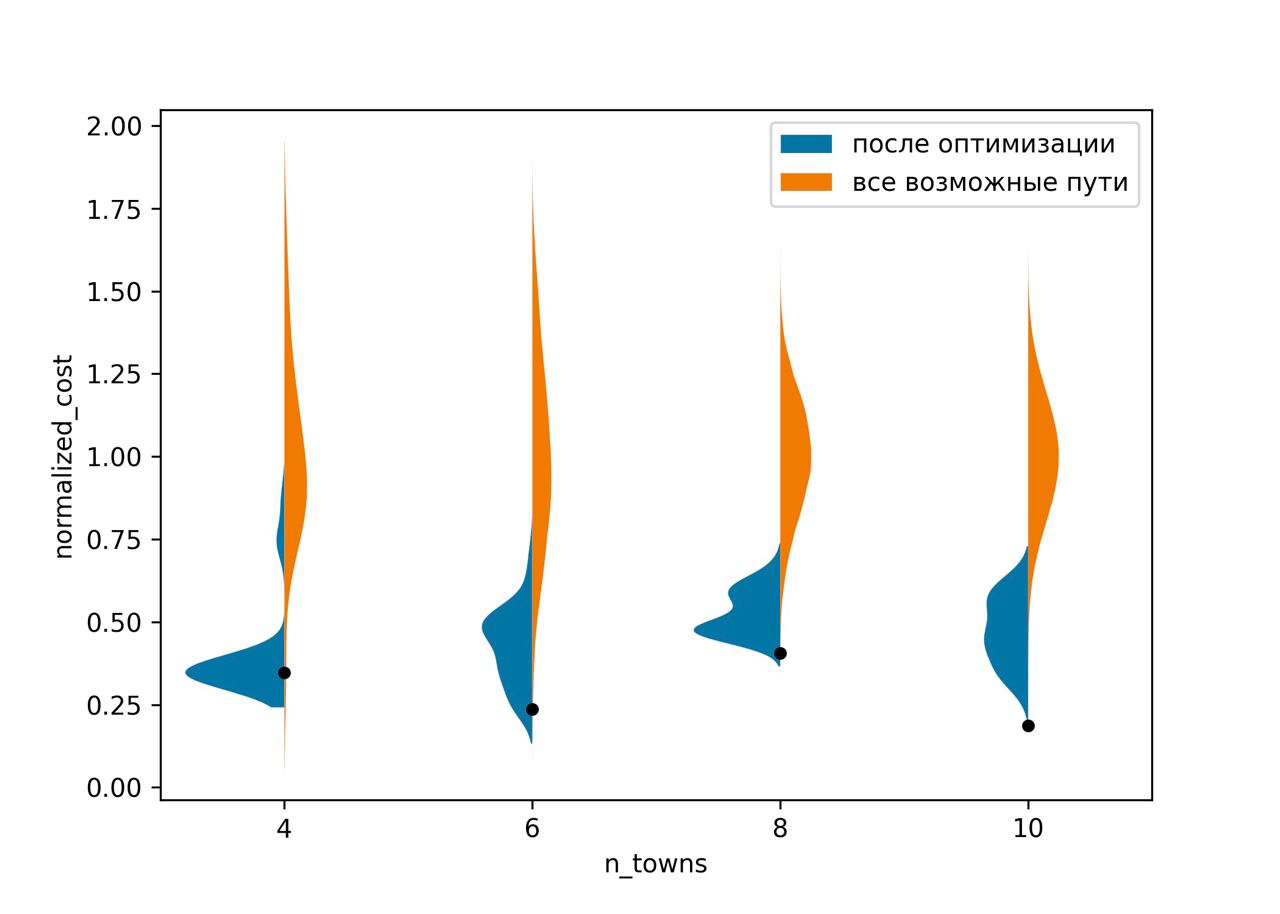 после оптимизации
все возможные пути
2.00
1.75
1.50
1.25
1.00
0.75
0.50
0.25
0.00
normalized_cost
4 6 8 10
n_towns